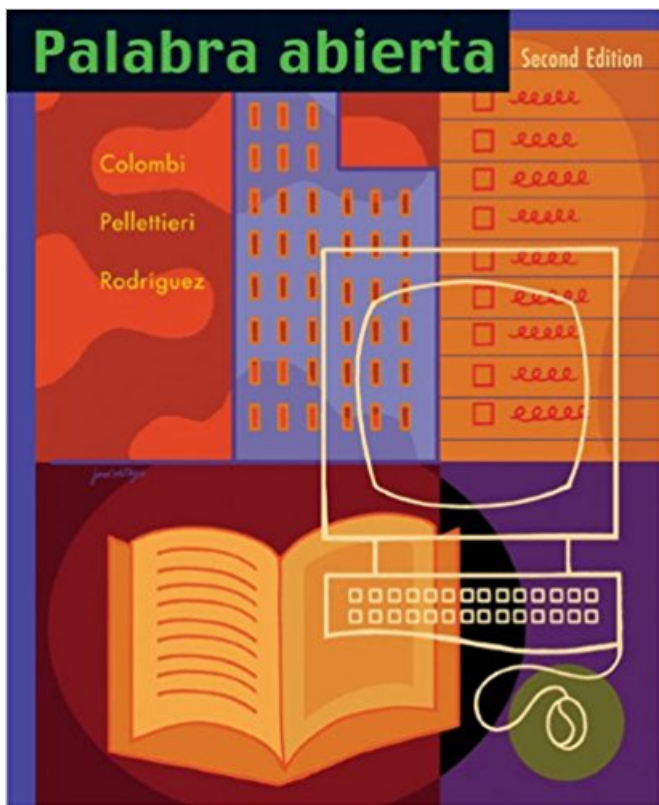 Palabra abierta
Second Edition
Colombi
Pellettieri
Rodríguez